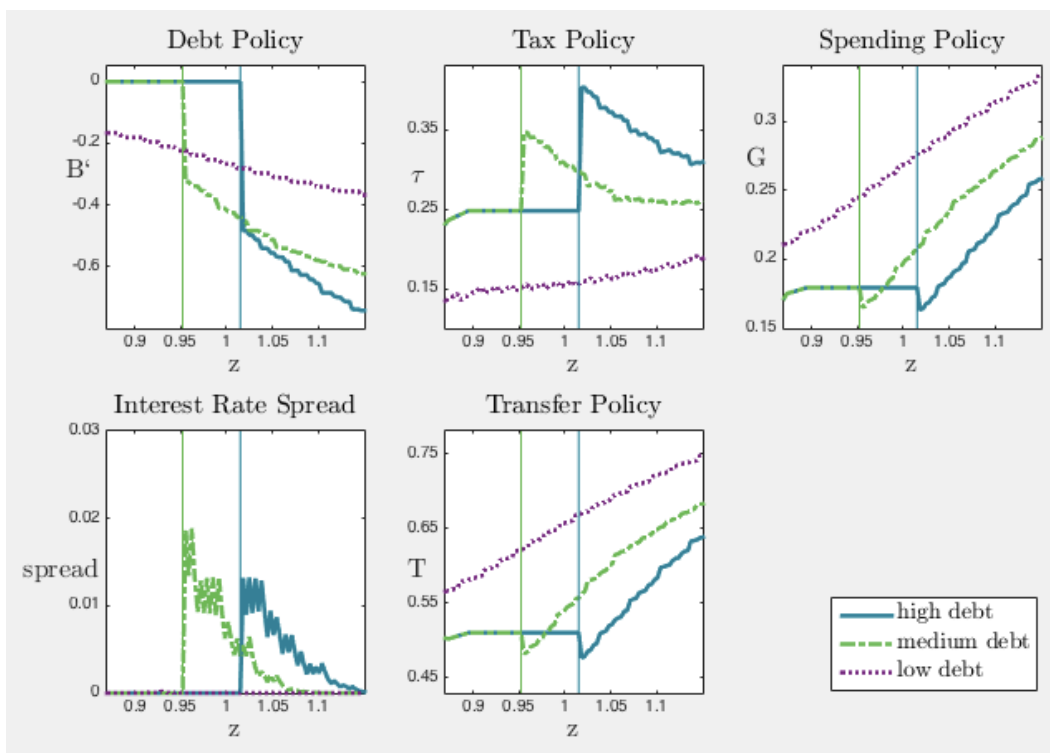 Debt Policy
0
-0.2
B‘
-0.4
-0.6
0.9 0.95 1 1.05 1.1
z
Tax Policy
0.35
τ
0.25
0.15
0.9 0.95 1 1.05 1.1
z
Spending Policy
0.3
G
0.25
0.2
0.15
0.9 0.95 1 1.05 1.1
z
Interest Rate Spread
0.03
0.02
spread
0.01
0
0.9 0.95 1 1.05 1.1
z
Transfer Policy
0.75
0.65
T
0.55
0.45
0.9 0.95 1 1.05 1.1
z
high debt
medium debt
low debt